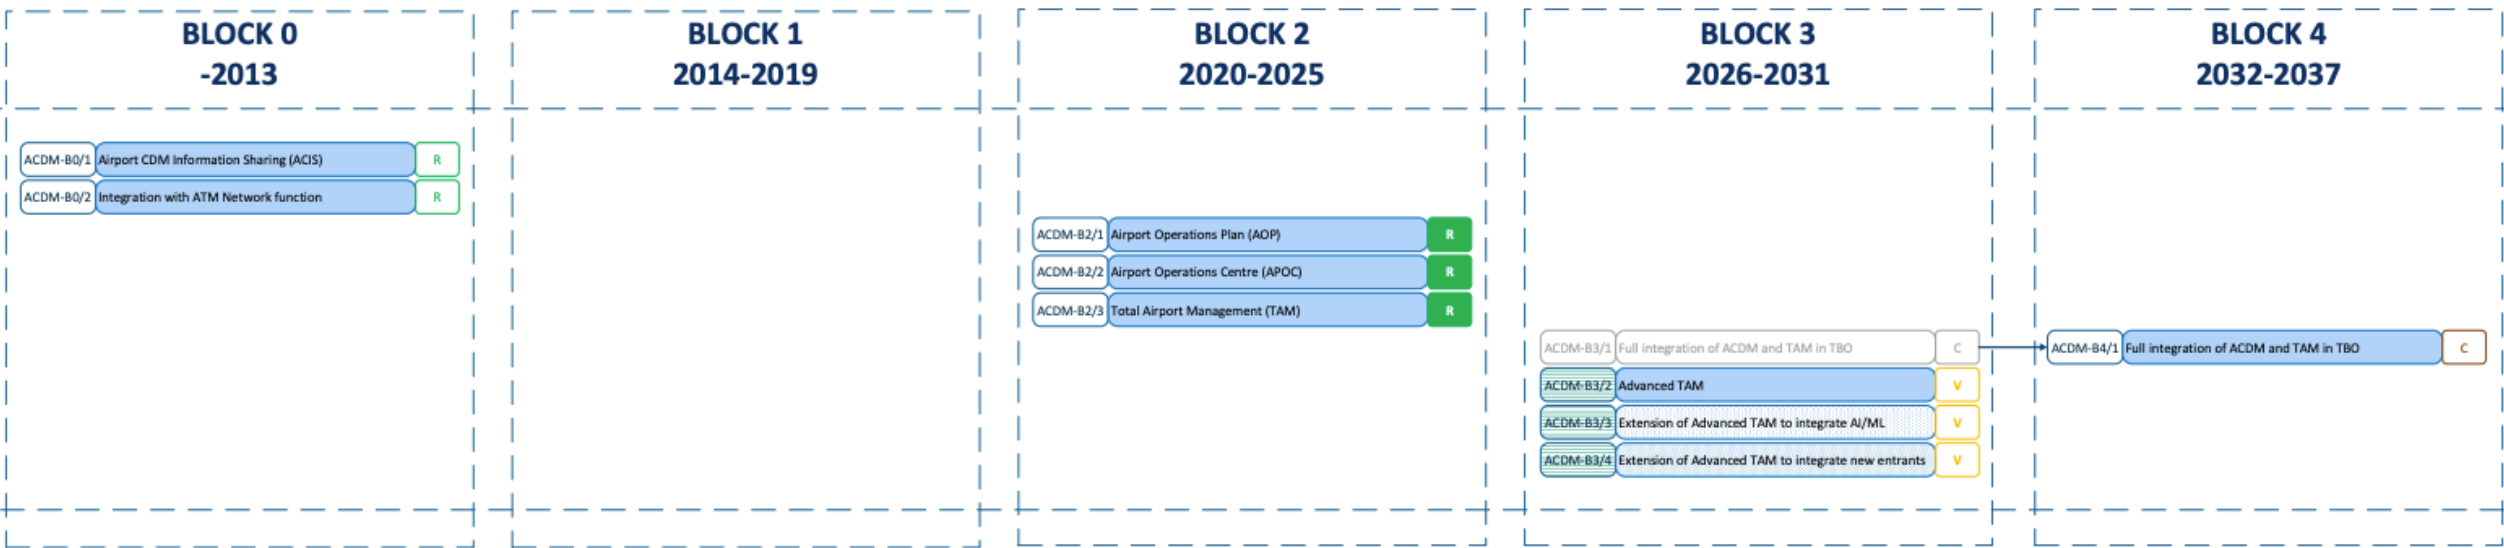 BLOCK 0
-2013
BLOCK 1
2014-2019
BLOCK 2
2020-2025
BLOCK 3
2026-2031
BLOCK 4
2032-2037
ACDM-B0/1 Airport CDM Information Sharing (ACIS) R
ACDM-B0/2 Integration with ATM Network function R
ACDM-B2/1 Airport Operations Plan (AOP) R
ACDM-B2/2 Airport Operations Centre (APOC) R
ACDM-B2/3 Total Airport Management (TAM) R
ACDM-B3/1 Full integration of ACDM and TAM in TBO C
ACDM-B3/2 Advanced TAM V
ACDM-B3/3 Extension of Advanced TAM to integrate AI/ML V
ACDM-B3/4 Extension of Advanced TAM to integrate new entrants V
ACDM-B4/1 Full integration of ACDM and TAM in TBO C